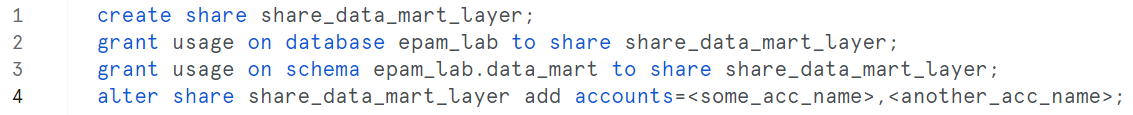 1 create share share_data_mart_layer;
2 grant usage on database epam_lab to share share_data_mart_layer;
3 grant usage on schema epam_lab.data_mart to share share_data_mart_layer;
4 alter share share_data_mart_layer add accounts=<some_acc_name>,<another_acc_name>;